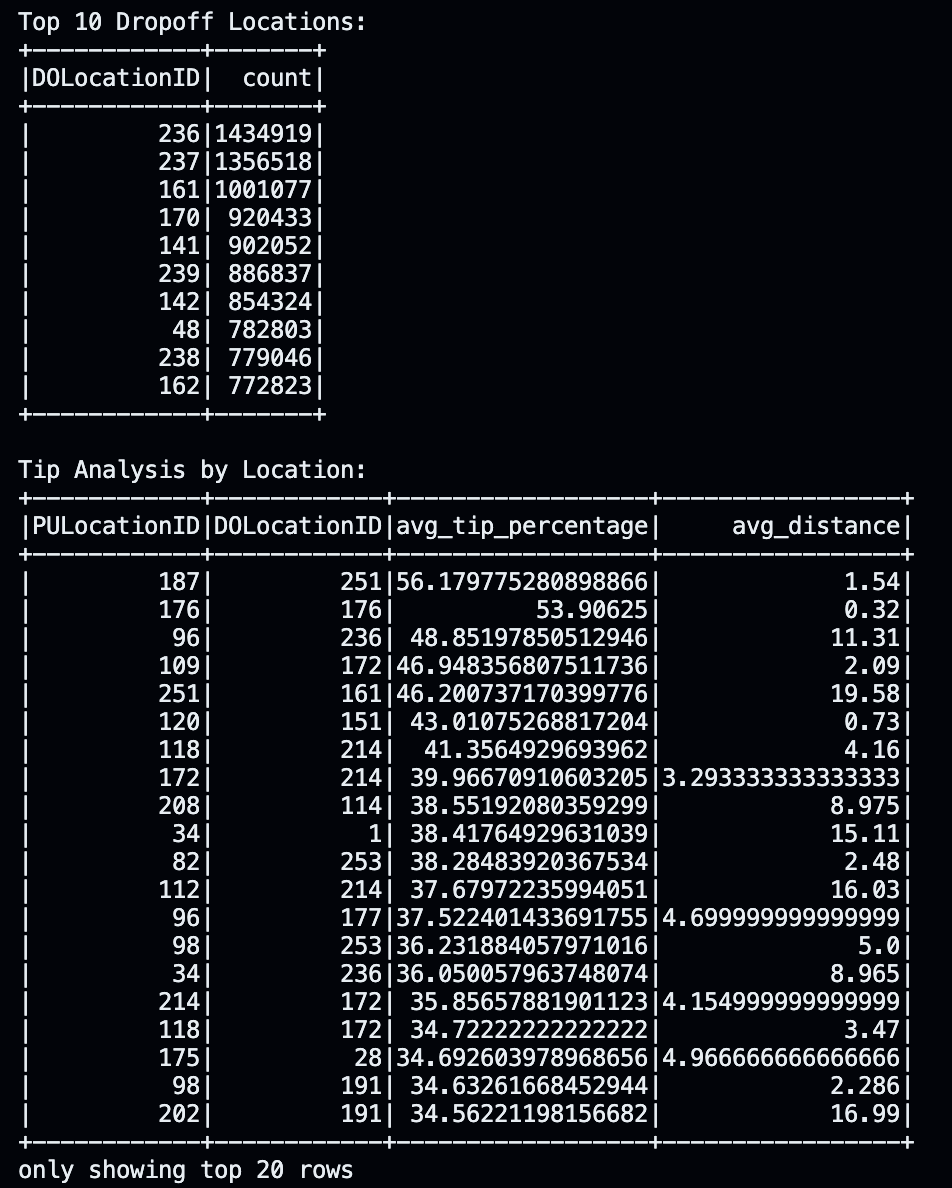 Top 10 Dropoff Locations:
+------------+-------+
|DOLocationID|  count|
+------------+-------+
|         236|1434919|
|         237|1356518|
|         161|1001077|
|         170| 920433|
|         141| 902052|
|         239| 886837|
|         142| 854324|
|          48| 782803|
|         238| 779046|
|         162| 772823|
+------------+-------+

Tip Analysis by Location:
+------------+------------+------------------+-----------------+
|PULocationID|DOLocationID|avg_tip_percentage|     avg_distance|
+------------+------------+------------------+-----------------+
|         187|         251|56.179775280898866|             1.54|
|         176|         176|          53.90625|             0.32|
|          96|         236| 48.85197850512946|            11.31|
|         109|         172|46.948356807511736|             2.09|
|         251|         161|46.200737170399776|            19.58|
|         120|         151| 43.01075268817204|             0.73|
|         118|         214|  41.3564929693962|             4.16|
|         172|         214| 39.96670910603205|3.293333333333333|
|         208|         114| 38.55192080359299|            8.975|
|          34|           1| 38.41764929631039|            15.11|
|          82|         253| 38.28483920367534|             2.48|
|         112|         214| 37.67972235994051|            16.03|
|          96|         177|37.522401433691755|4.699999999999999|
|          98|         253|36.231884057971016|              5.0|
|          34|         236|36.050057963748074|            8.965|
|         214|         172| 35.85657881901123|4.154999999999999|
|         118|         172| 34.72222222222222|             3.47|
|         175|          28|34.692603978968656|4.966666666666666|
|          98|         191| 34.63261668452944|            2.286|
|         202|         191| 34.56221198156682|            16.99|
+------------+------------+------------------+-----------------+
only showing top 20 rows